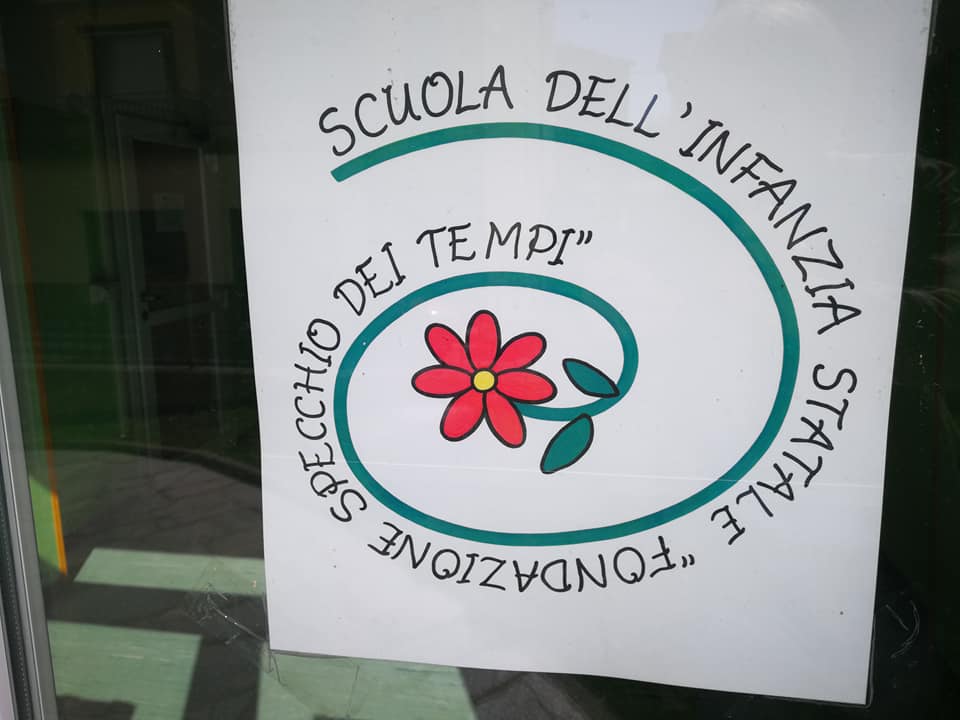 SCUOLA DELL'INFANZIA STATALE "FONDAZIONE SPECCHIO DEI TEMPI"